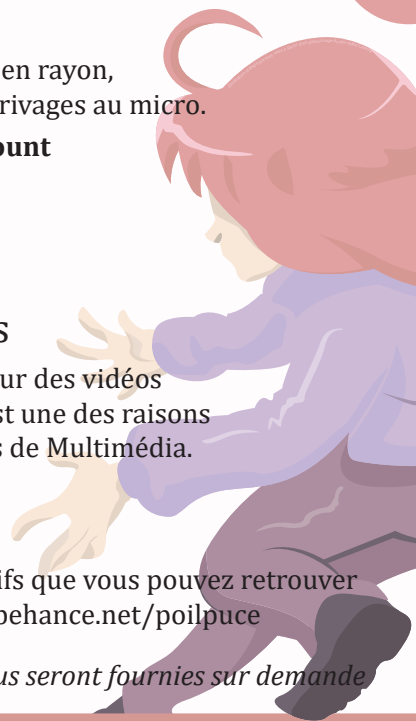 en rayon,
rivages au micro.
ount
s
ur des vidéos
st une des raisons
s de Multimédia.
ifs que vous pouvez retrouver
behance.net/poilpuce
us seront fournies sur demande